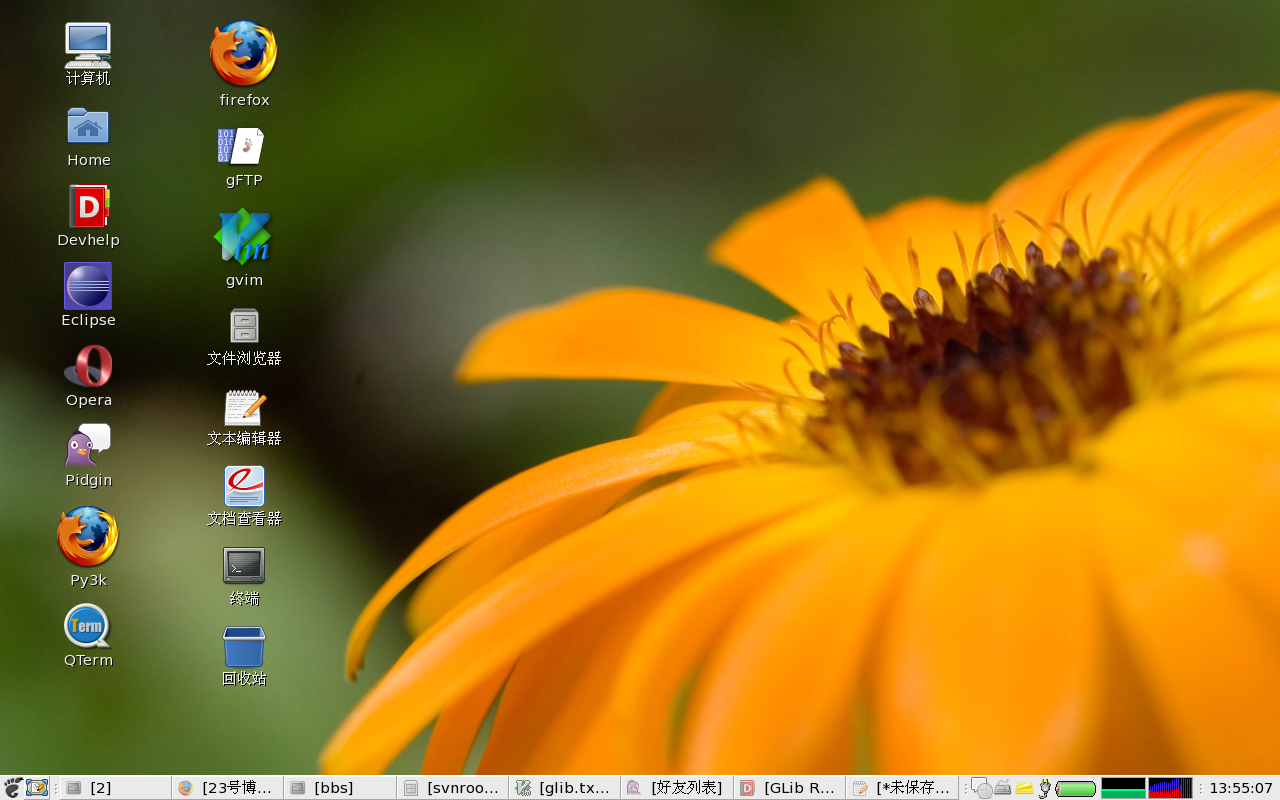 计算机
Home
Devhelp
Eclipse
Opera
Pidgin
Py3k
Term
QTerm
firefox
gFTP
gvim
文件浏览器
文本编辑器
文档查看器
终端
回收站
[2]
[23号博...
[bbs]
[svnroo...
[glib.tx...
[好友列表]
[GLib R...
[*未保存...
13:55:07